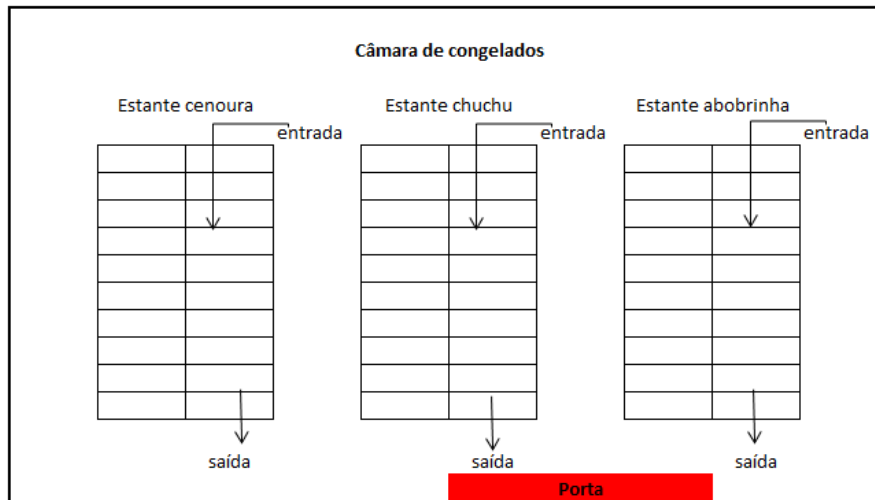 Câmara de congelados
Estante cenoura
Estante chuchu
Estante abobrinha
entrada
entrada
entrada
saída
saída
saída
Porta